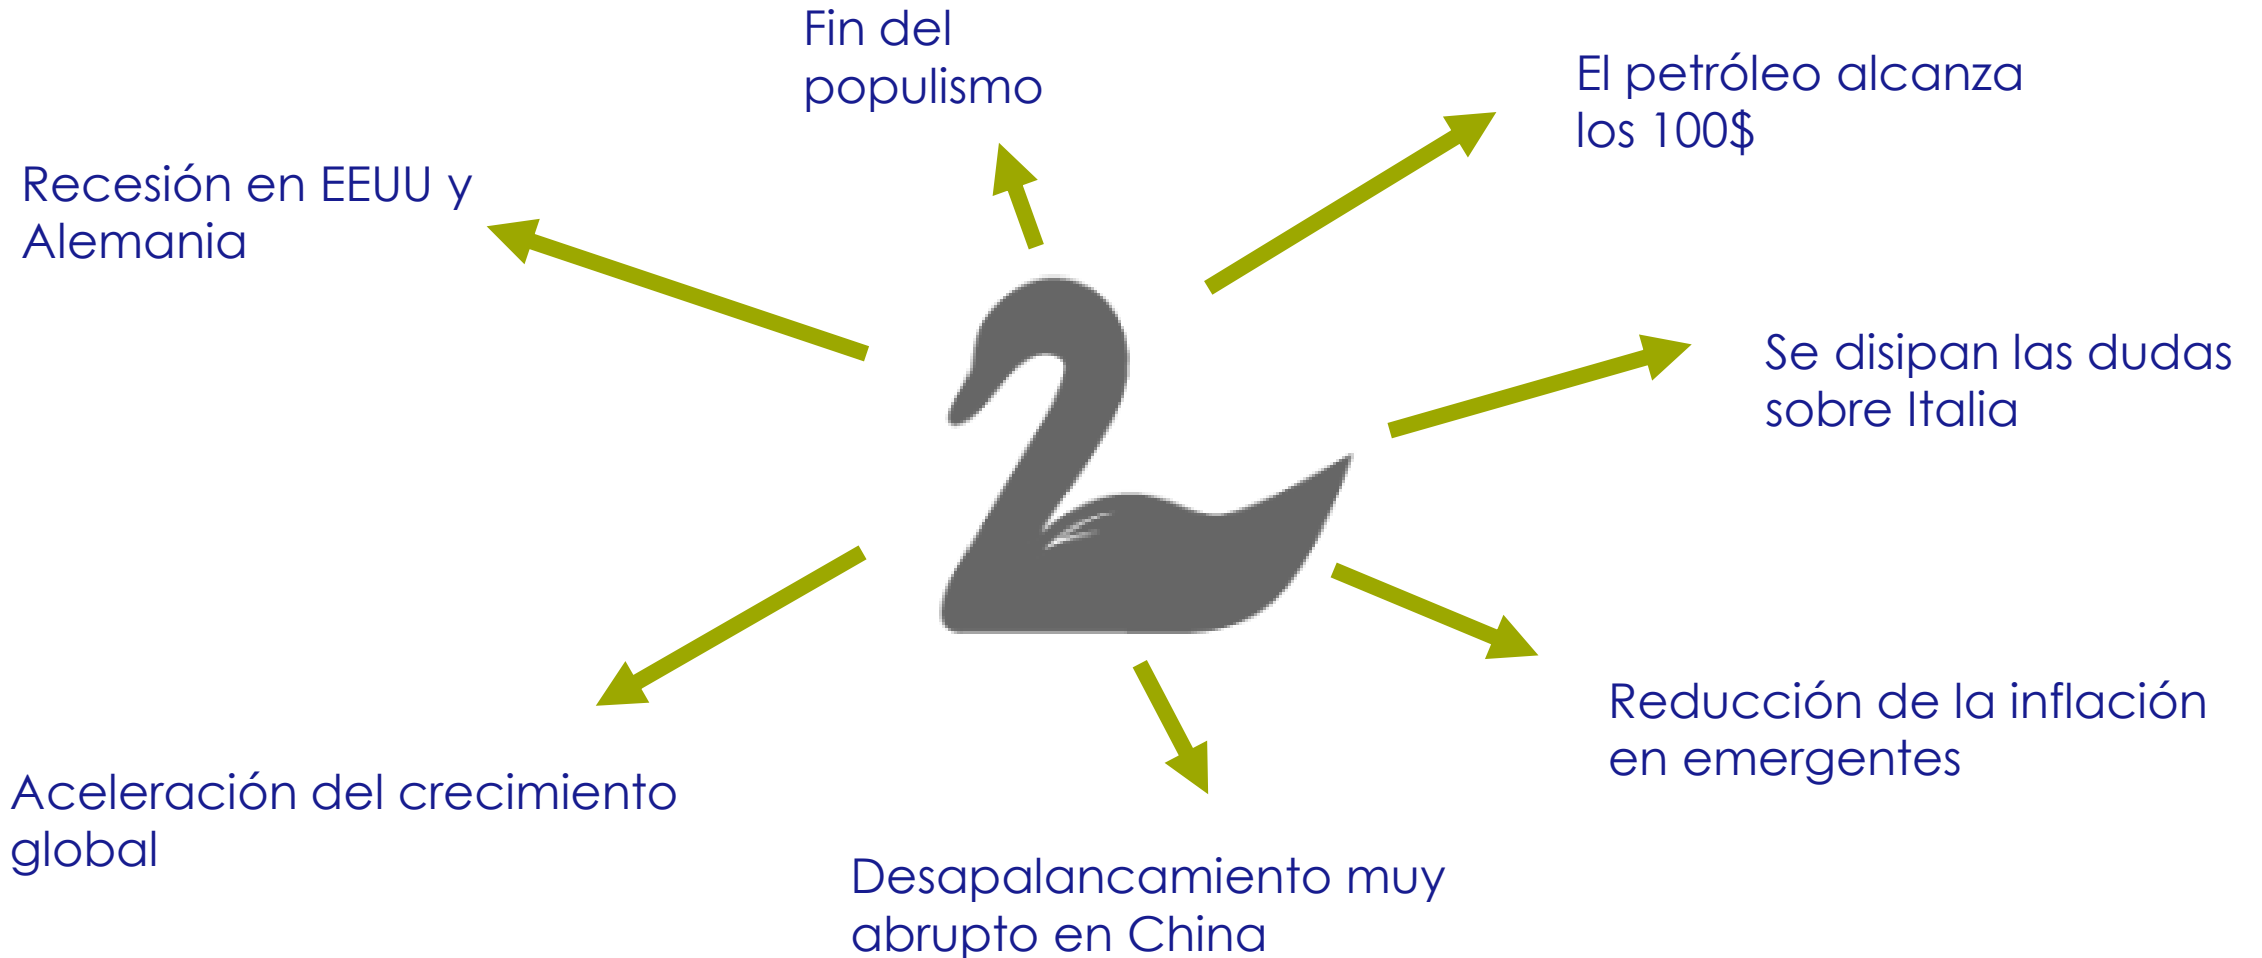 Fin del
populismo
El petróleo alcanza
los 100$
Recesión en EEUU y
Alemania
Se disipan las dudas
sobre Italia
Reducción de la inflación
en emergentes
Aceleración del crecimiento
global
Desapalancamiento muy
abrupto en China